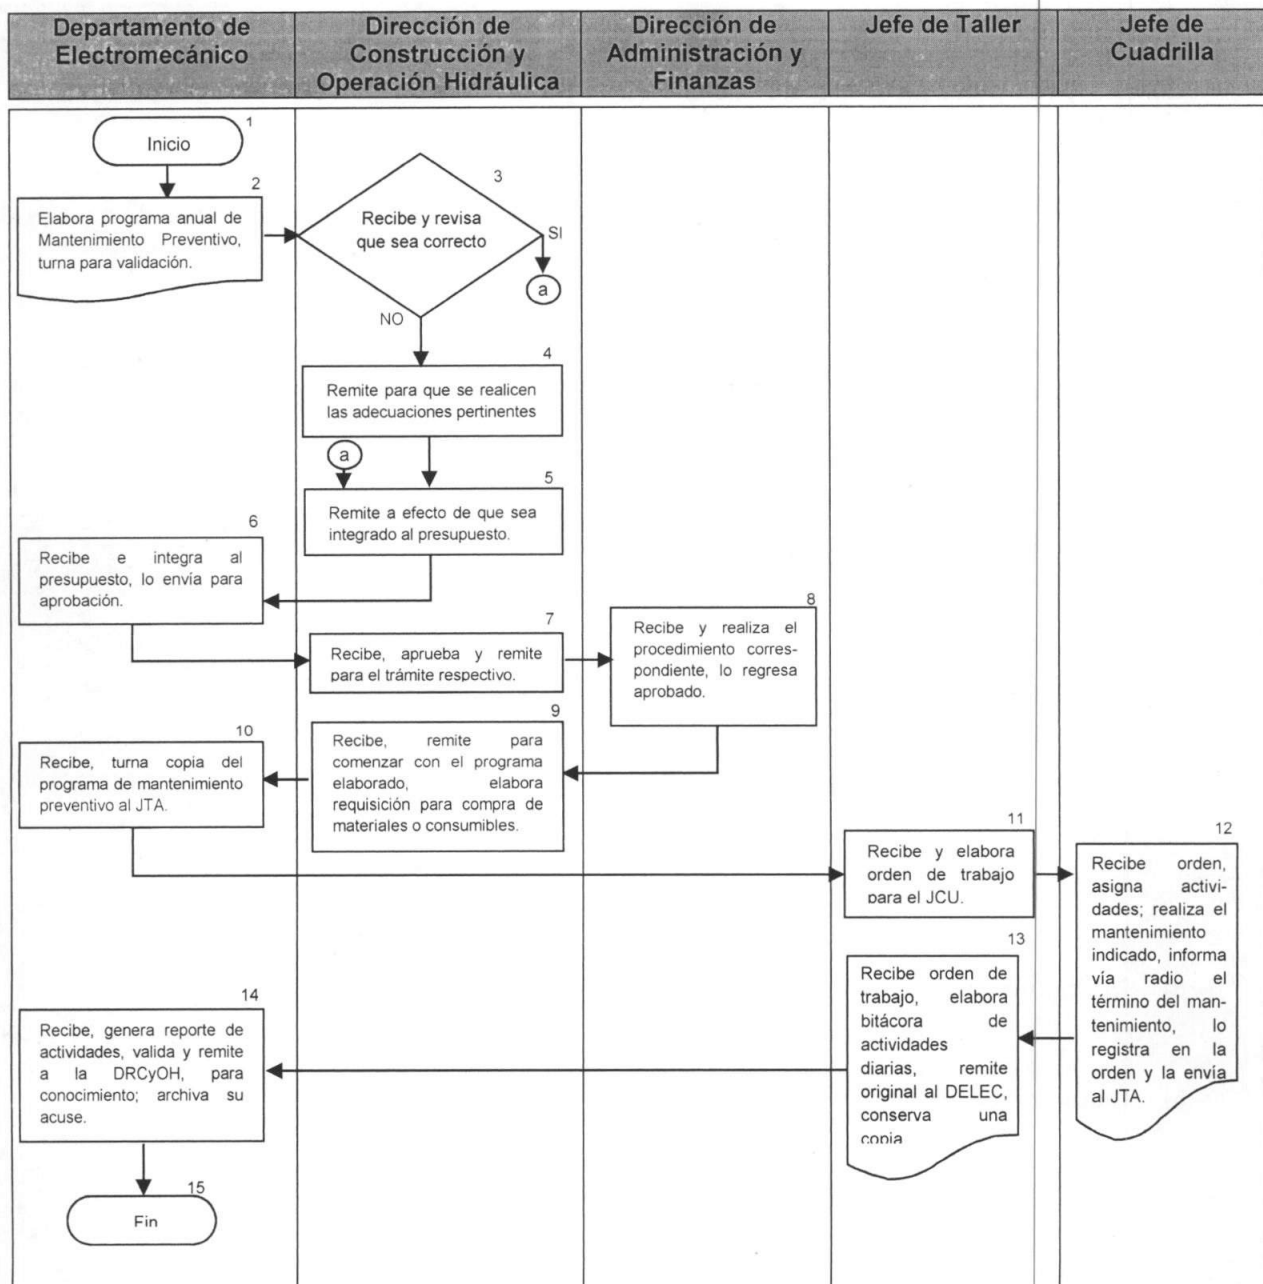 Departamento de
Electromecánico
Dirección de
Construcción y
Operación Hidráulica
Dirección de
Administración y
Finanzas
Jefe de Taller
Jefe de
Cuadrilla
1
Inicio
2
Elabora programa anual de
Mantenimiento Preventivo,
turna para validación.
3
Recibe y revisa
que sea correcto
SI
a
NO
4
Remite para que se realicen
las adecuaciones pertinentes
a
5
Remite a efecto de que sea
integrado al presupuesto.
6
Recibe e integra al
presupuesto, lo envía para
aprobación.
7
Recibe, aprueba y remite
para el trámite respectivo.
8
Recibe y realiza el
procedimiento corres-
pondiente, lo regresa
aprobado.
9
Recibe, remite para
comenzar con el programa
elaborado, elabora
requisición para compra de
materiales o consumibles.
10
Recibe, turna copia del
programa de mantenimiento
preventivo al JTA.
11
Recibe y elabora
orden de trabajo
para el JCU.
12
Recibe orden,
asigna activi-
dades; realiza el
mantenimiento
indicado, informa
vía radio el
término del man-
tenimiento, lo
registra en la
orden y la envía
al JTA.
13
Recibe orden de
trabajo, elabora
bitácora de
actividades
diarias, remite
original al DELEC,
conserva una
copia
14
Recibe, genera reporte de
actividades, valida y remite
a la DRCyOH, para
conocimiento; archiva su
acuse.
15
Fin